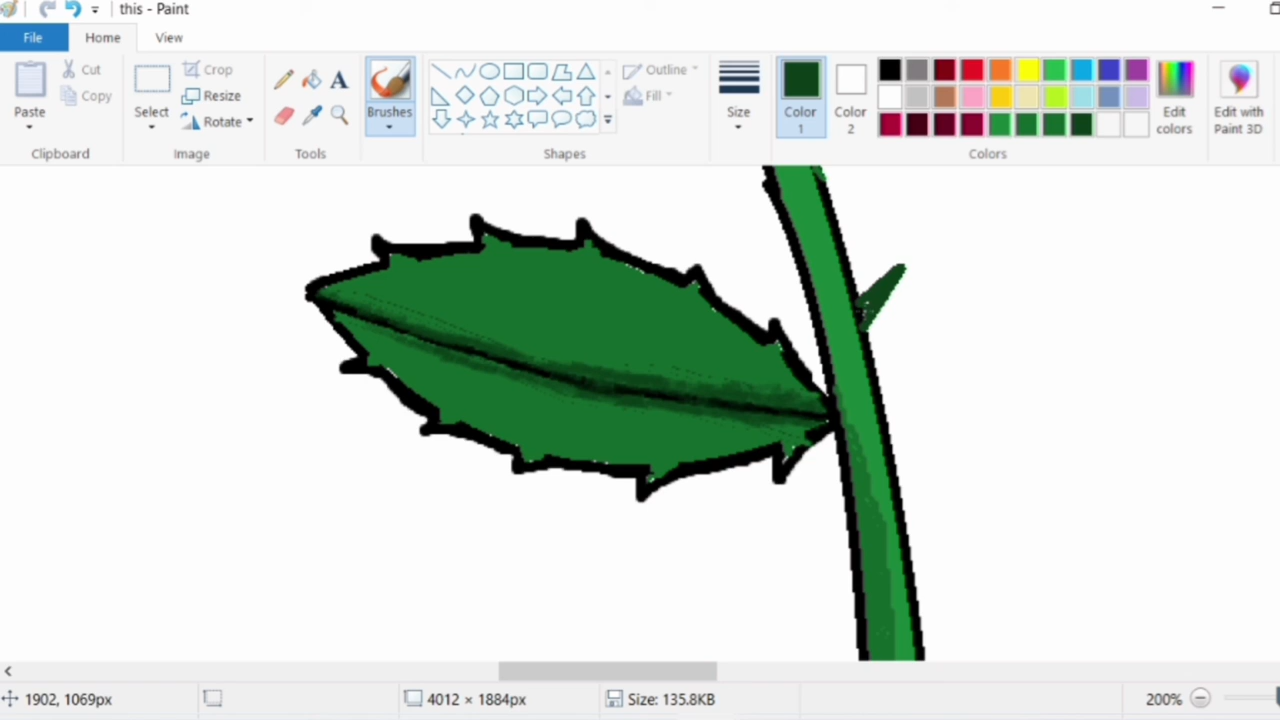 this - Paint
File Home View
Paste
Cut
Copy
Clipboard
Select
Crop
Resize
Rotate
Image
A
Tools
Brushes
Outline
Fill
Shapes
Size
Color
1
Color
2
Edit
colors
Colors
Edit with
Paint 3D
1902, 1069px
4012 × 1884px
Size: 135.8KB
200%